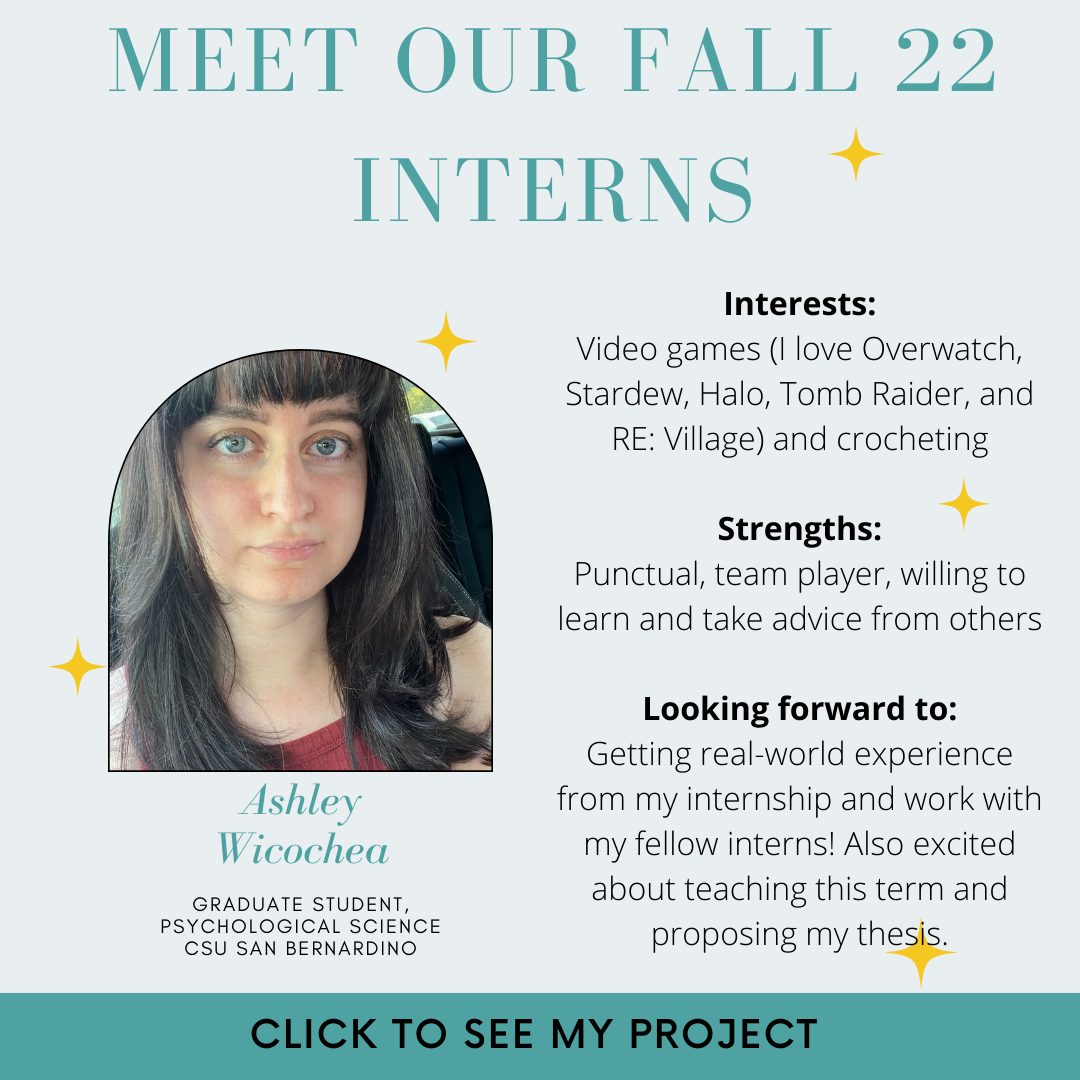 MEET OUR FALL 22
INTERNS
Interests:
Video games (I love Overwatch,
Stardew, Halo, Tomb Raider, and
RE: Village) and crocheting
Strengths:
Punctual, team player, willing to
learn and take advice from others
Looking forward to:
Getting real-world experience
from my internship and work with
my fellow interns! Also excited
about teaching this term and
proposing my thesis.
Ashley
Wicochea
GRADUATE STUDENT,
PSYCHOLOGICAL SCIENCE
CSU SAN BERNARDINO
CLICK TO SEE MY PROJECT